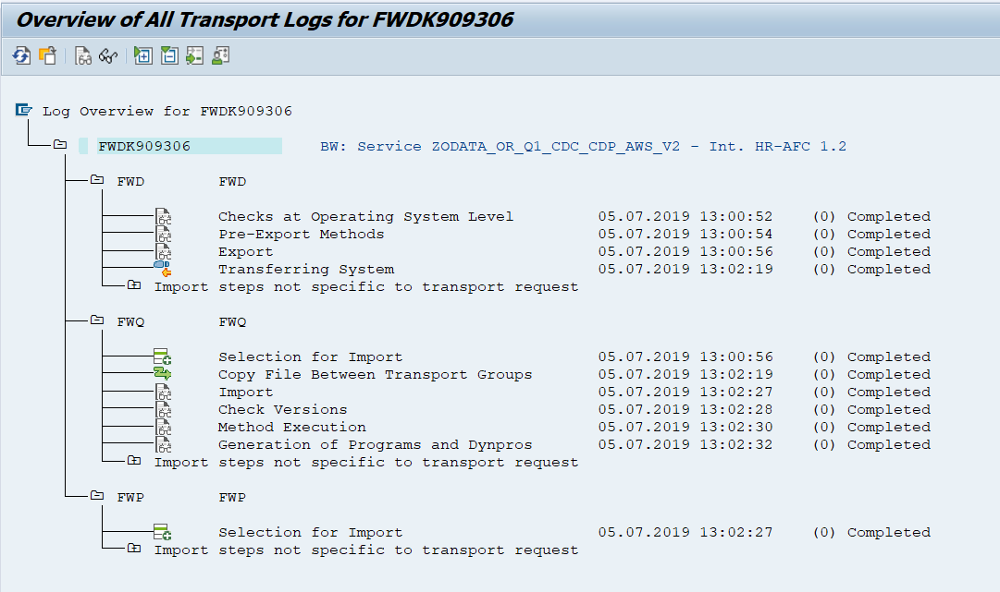 Overview of All Transport Logs for FWDK909306
Log Overview for FWDK909306
FWDK909306 BW: Service ZODATA_OR_Q1_CDC_CDP_AWS_V2 - Int. HR-AFC 1.2
FWD FWD
Checks at Operating System Level 05.07.2019 13:00:52 (0) Completed
Pre-Export Methods 05.07.2019 13:00:54 (0) Completed
Export 05.07.2019 13:00:56 (0) Completed
Transferring System 05.07.2019 13:02:19 (0) Completed
Import steps not specific to transport request
FWQ FWQ
Selection for Import 05.07.2019 13:00:56 (0) Completed
Copy File Between Transport Groups 05.07.2019 13:02:19 (0) Completed
Import 05.07.2019 13:02:27 (0) Completed
Check Versions 05.07.2019 13:02:28 (0) Completed
Method Execution 05.07.2019 13:02:30 (0) Completed
Generation of Programs and Dynpros 05.07.2019 13:02:32 (0) Completed
Import steps not specific to transport request
FWP FWP
Selection for Import 05.07.2019 13:02:27 (0) Completed
Import steps not specific to transport request